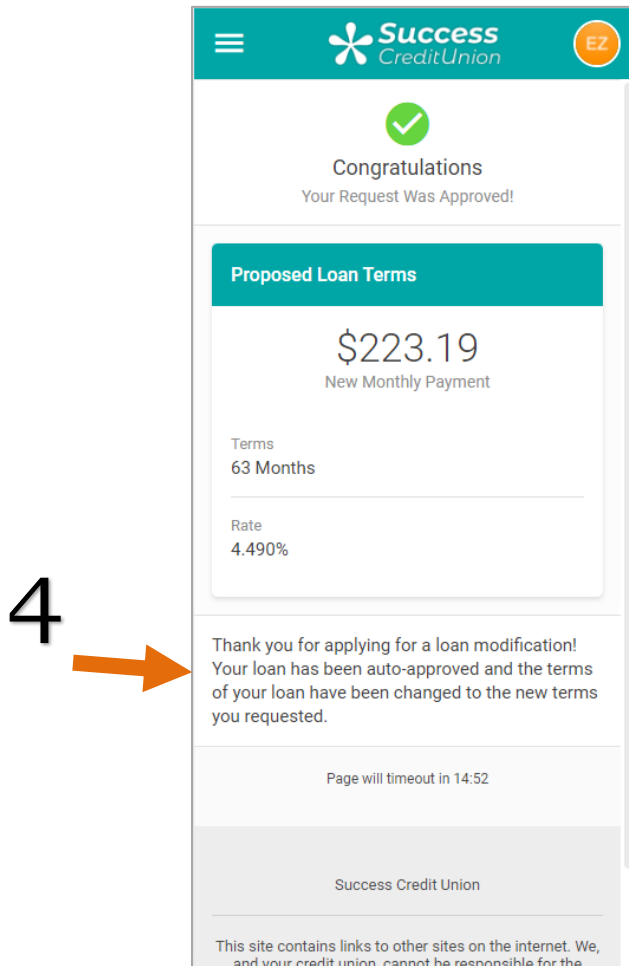 Success
CreditUnion
EZ
Congratulations
Your Request Was Approved!
Proposed Loan Terms
$223.19
New Monthly Payment
Terms
63 Months
Rate
4.490%
4
Thank you for applying for a loan modification!
Your loan has been auto-approved and the terms
of your loan have been changed to the new terms
you requested.
Page will timeout in 14:52
Success Credit Union
This site contains links to other sites on the internet. We,
and your credit union, cannot be responsible for the